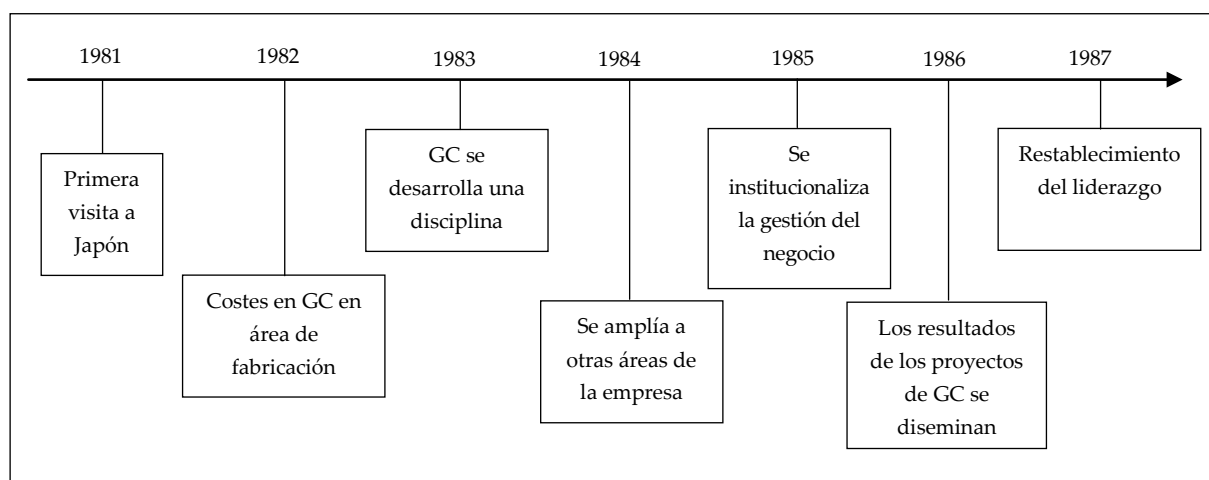 1981
1982
1983
1984
1985
1986
1987
Primera
visita a
Japón
Costes en GC en
área de
fabricación
GC se
desarrolla una
disciplina
Se amplía a
otras áreas de
la empresa
Se
institucionaliza
la gestión del
negocio
Los resultados
de los proyectos
de GC se
diseminan
Restablecimiento
del liderazgo